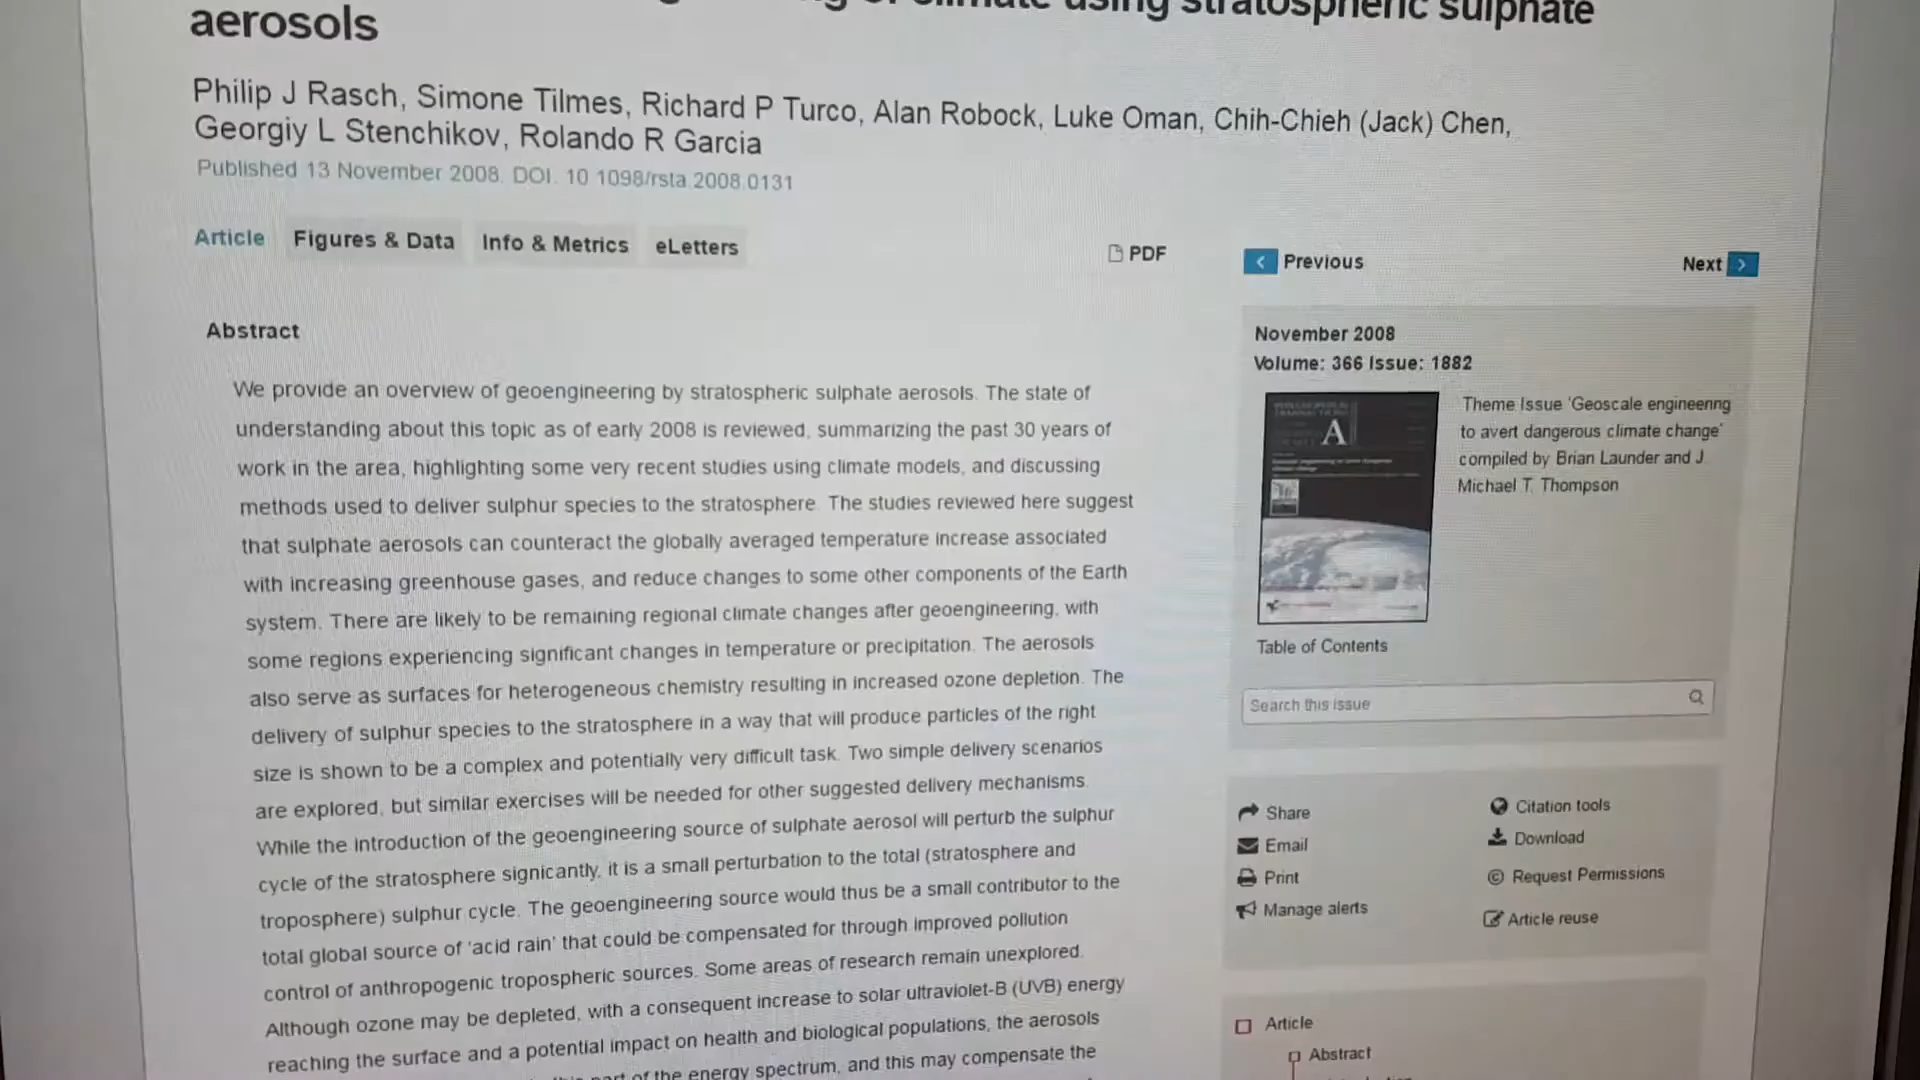 using stratospheric sulphate
aerosols
Philip J Rasch, Simone Tilmes, Richard P Turco, Alan Robock, Luke Oman, Chih-Chieh (Jack) Chen,
Georgiy L Stenchikov, Rolando R Garcia
Published 13 November 2008. DOI. 10 1098/rsta 2008.0131
Article Figures & Data Info & Metrics eLetters
PDF
Abstract
We provide an overview of geoengineering by stratospheric sulphate aerosols. The state of
understanding about this topic as of early 2008 is reviewed, summarizing the past 30 years of
work in the area, highlighting some very recent studies using climate models, and discussing
methods used to deliver sulphur species to the stratosphere. The studies reviewed here suggest
that sulphate aerosols can counteract the globally averaged temperature increase associated
with increasing greenhouse gases, and reduce changes to some other components of the Earth
system. There are likely to be remaining regional climate changes after geoengineering, with
some regions experiencing significant changes in temperature or precipitation. The aerosols
also serve as surfaces for heterogeneous chemistry resulting in increased ozone depletion. The
delivery of sulphur species to the stratosphere in a way that will produce particles of the right
size is shown to be a complex and potentially very difficult task. Two simple delivery scenarios
are explored, but similar exercises will be needed for other suggested delivery mechanisms.
While the introduction of the geoengineering source of sulphate aerosol will perturb the sulphur
cycle of the stratosphere signicantly, it is a small perturbation to the total (stratosphere and
troposphere) sulphur cycle. The geoengineering source would thus be a small contributor to the
total global source of 'acid rain' that could be compensated for through improved pollution
control of anthropogenic tropospheric sources. Some areas of research remain unexplored.
Although ozone may be depleted, with a consequent increase to solar ultraviolet-B (UVB) energy
reaching the surface and a potential impact on health and biological populations, the aerosols
part of the energy spectrum, and this may compensate the
Previous
Next
November 2008
Volume: 366 Issue: 1882
A
Theme Issue 'Geoscale engineering
to avert dangerous climate change'
compiled by Brian Launder and J.
Michael T. Thompson
Table of Contents
Search this issue
Share
Email
Print
Manage alerts
Citation tools
Download
Request Permissions
Article reuse
Article
Abstract